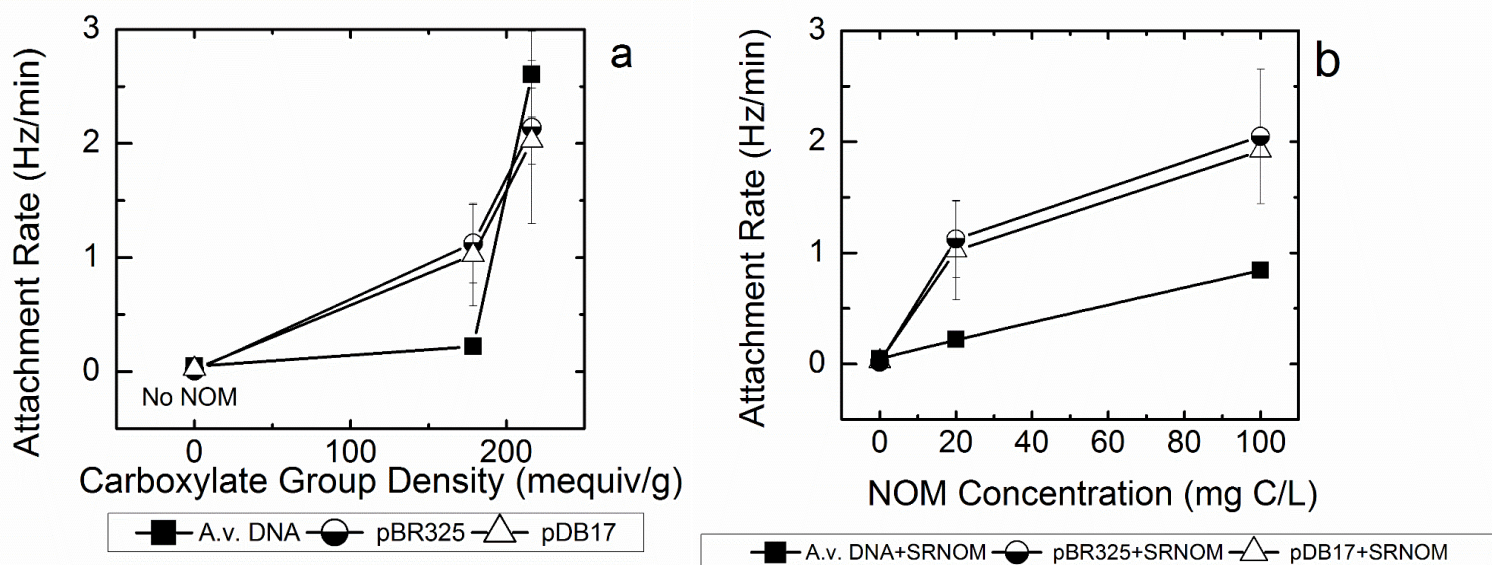 a
3
2
1
0
Attachment Rate (Hz/min)
No NOM
0 100 200
Carboxylate Group Density (mequiv/g)
A.v. DNA pBR325 pDB17
b
3
2
1
0
Attachment Rate (Hz/min)
0 20 40 60 80 100
NOM Concentration (mg C/L)
A.v. DNA+SRNOM pBR325+SRNOM pDB17+SRNOM